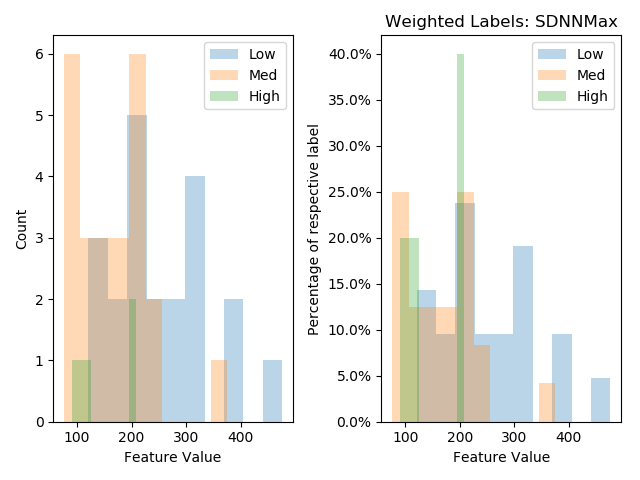 6
5
4
3
2
1
0
Count
100
200
300
400
Feature Value
Low
Med
High
Weighted Labels: SDNNMax
40.0%
35.0%
30.0%
25.0%
20.0%
15.0%
10.0%
5.0%
0.0%
Percentage of respective label
100
200
300
400
Feature Value
Low
Med
High